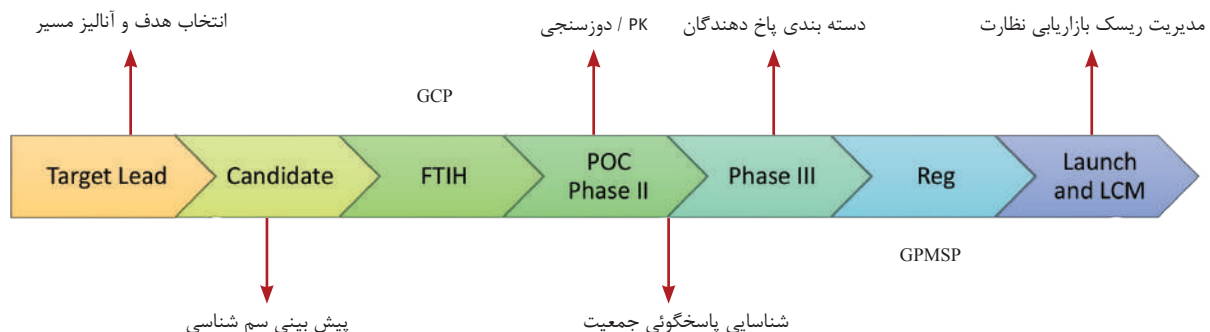 انتخاب هدف و آنالیز مسیر
PK / دوزسنجی
دسته بندی پاخ دهندگان
مدیریت ریسک بازاریابی نظارت
GCP
Target Lead
Candidate
FTIH
POC
Phase II
Phase III
Reg
Launch
and LCM
GPMSP
پیش بینی سم شناسی
شناسایی پاسخگوئی جمعیت